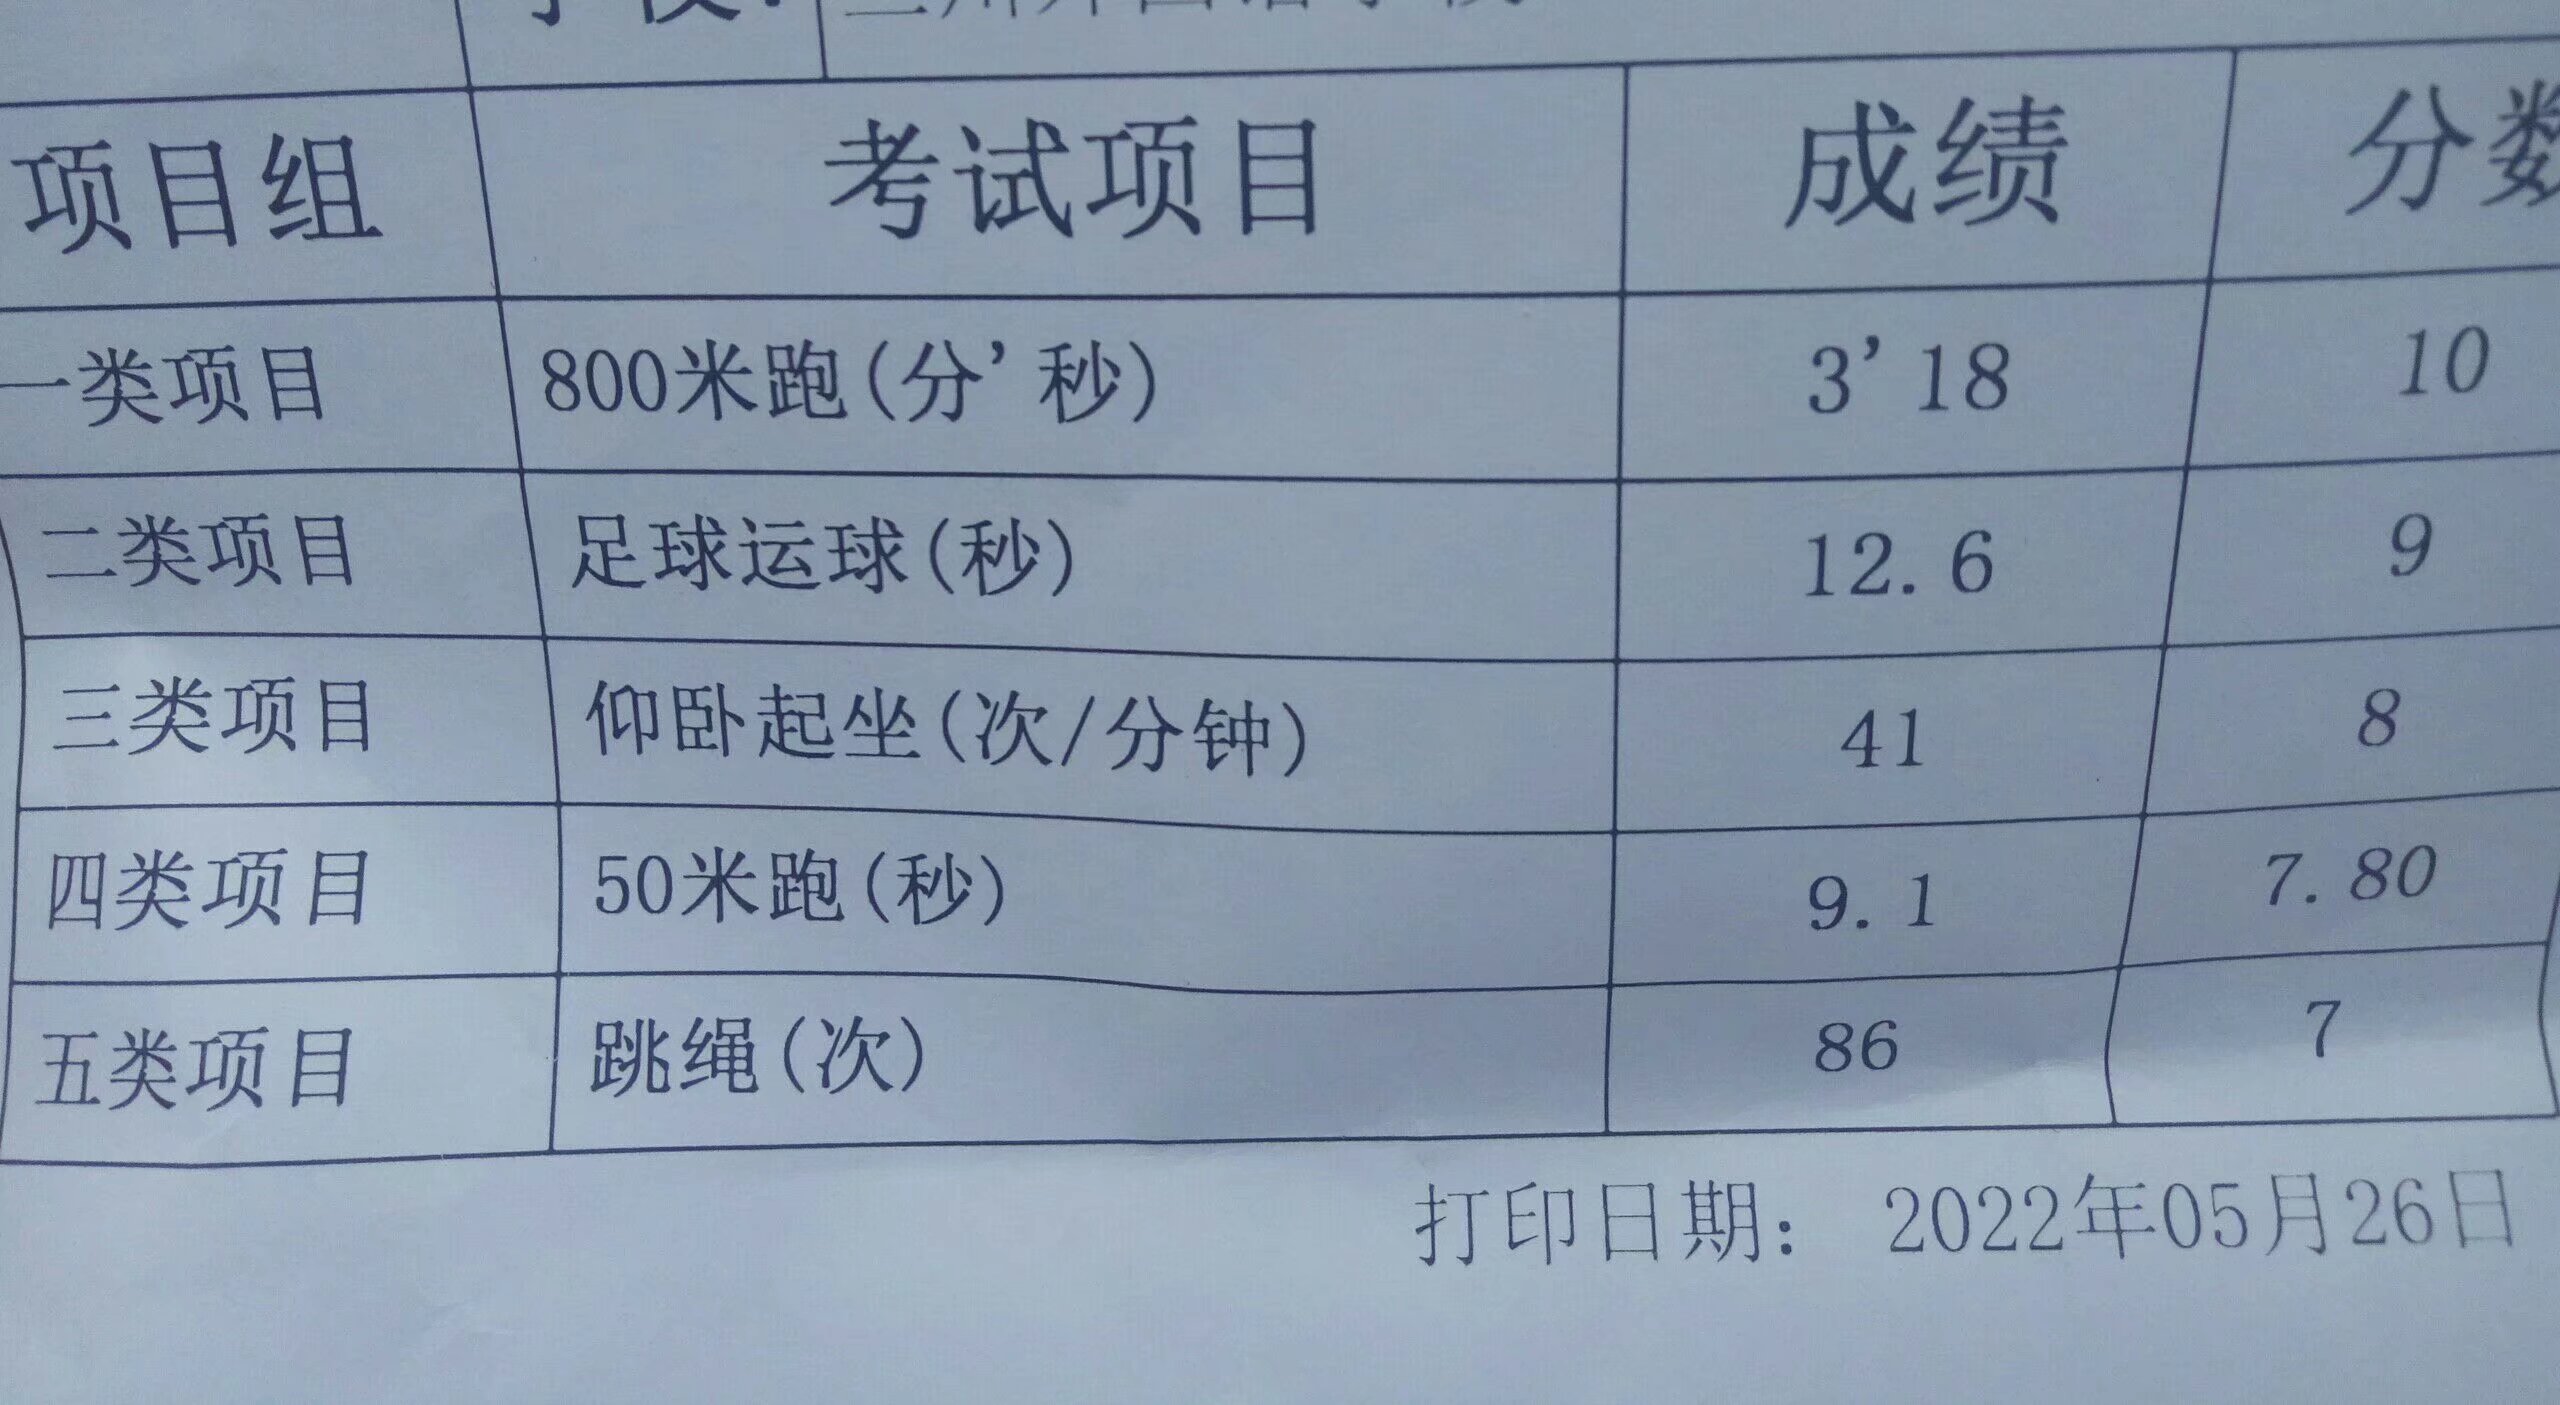 项目组 考试项目 成绩 分数
一类项目 800米跑(分'秒) 3'18 10
二类项目 足球运球(秒) 12.6 9
三类项目 仰卧起坐(次/分钟) 41 8
四类项目 50米跑(秒) 9.1 7.80
五类项目 跳绳(次) 86 7
打印日期： 2022年05月26日